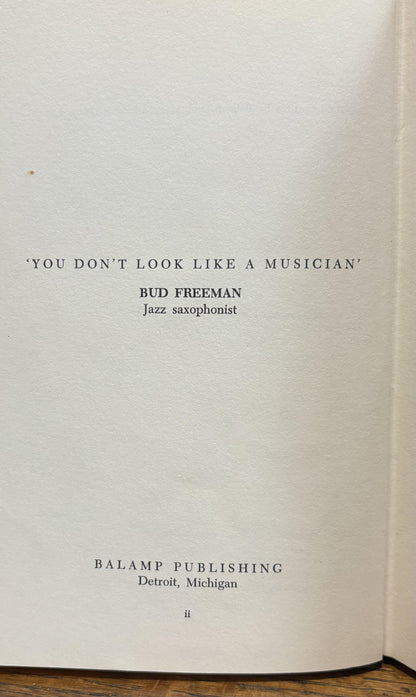 ‘YOU DON’T LOOK LIKE A MUSICIAN’
BUD FREEMAN
Jazz saxophonist
BALAMP PUBLISHING
Detroit, Michigan
ii